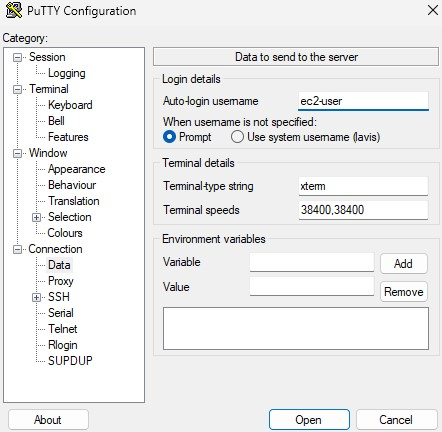 PuTTY Configuration
Category:
Session
Logging
Terminal
Keyboard
Bell
Features
Window
Appearance
Behaviour
Translation
Selection
Colours
Connection
Data
Proxy
SSH
Serial
Telnet
Rlogin
SUPDUP
Data to send to the server
Login details
Auto-login username ec2-user
When username is not specified:
Prompt Use system username (lavis)
Terminal details
Terminal-type string xterm
Terminal speeds 38400,38400
Environment variables
Variable Add
Value Remove
About Open Cancel